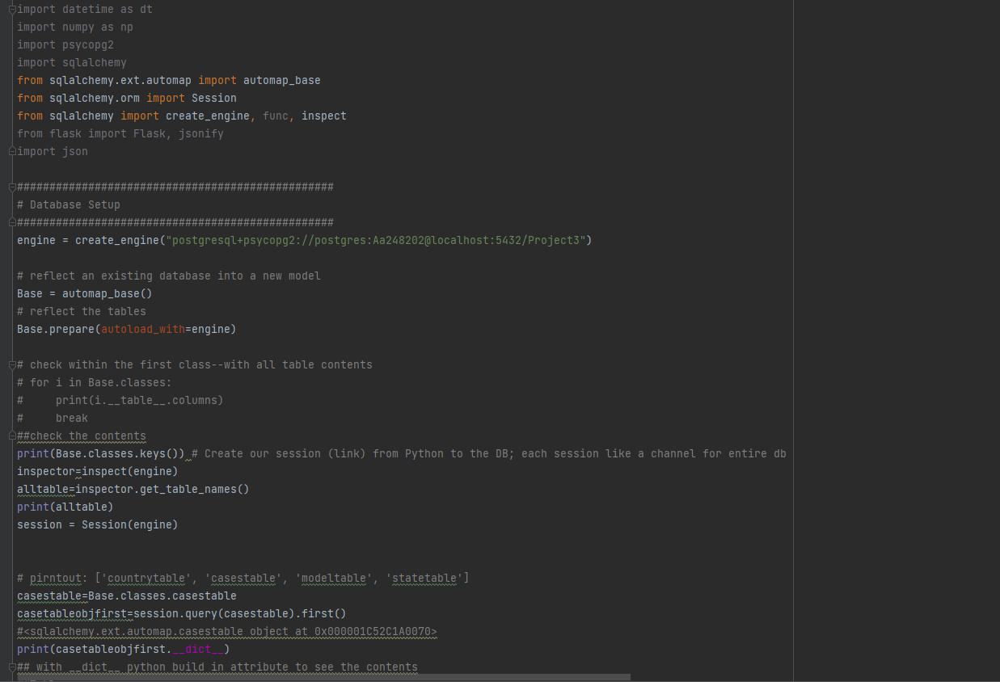 import datetime as dt
import numpy as np
import psycopg2
import sqlalchemy
from sqlalchemy.ext.automap import automap_base
from sqlalchemy.orm import Session
from sqlalchemy import create_engine, func, inspect
from flask import Flask, jsonify
import json
#################################################
# Database Setup
#################################################
engine = create_engine("postgresql+psycopg2://postgres:Aa248202@localhost:5432/Project3")
# reflect an existing database into a new model
Base = automap_base()
# reflect the tables
Base.prepare(autoload_with=engine)
# check within the first class--with all table contents
# for i in Base.classes:
#     print(i.__table__.columns)
#     break
##check the contents
print(Base.classes.keys()) # Create our session (link) from Python to the DB; each session like a channel for entire db
inspector=inspect(engine)
alltable=inspector.get_table_names()
print(alltable)
session = Session(engine)
# pirntout: ['countrytable', 'casestable', 'modeltable', 'statetable']
casestable=Base.classes.casestable
casetableobjfirst=session.query(casestable).first()
#<sqlalchemy.ext.automap.casestable object at 0x000001C52C1A0070>
print(casetableobjfirst.__dict__)
## with __dict__ python build in attribute to see the contents